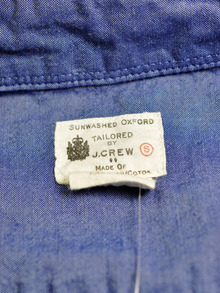 SUNWASHED OXFORD
TAILORED
BY
J.CREW
S
MADE OF